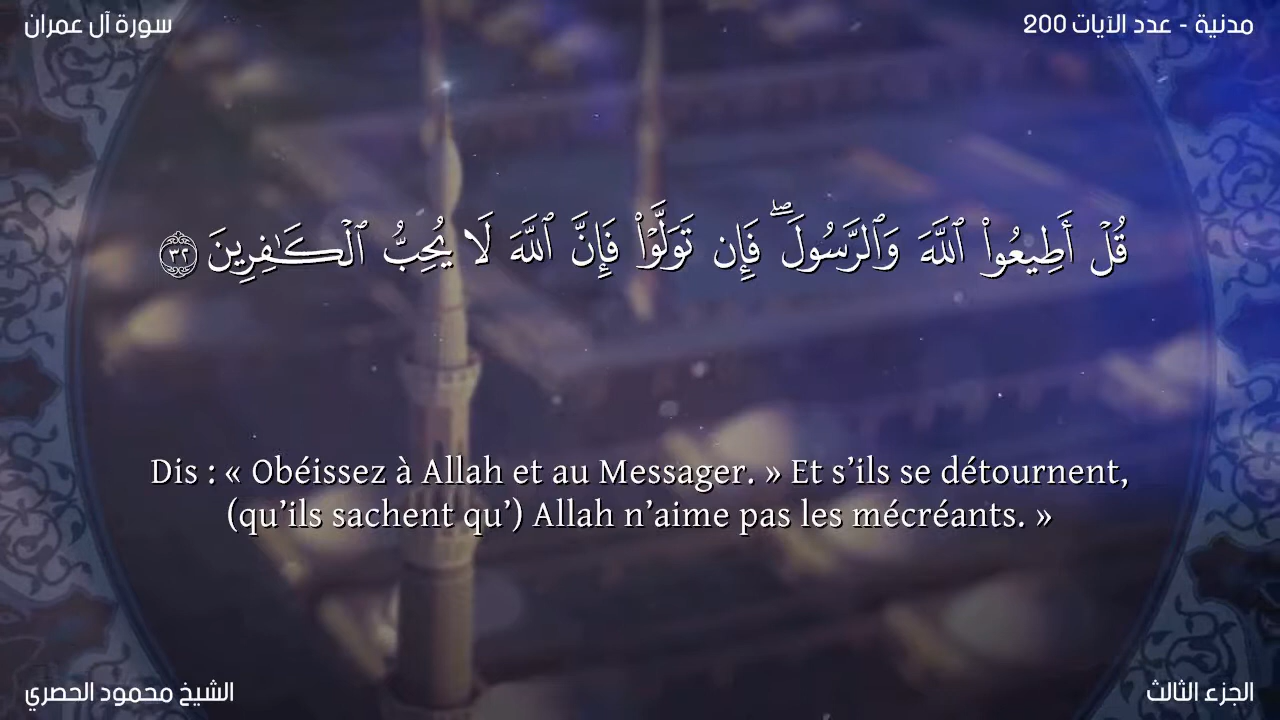 سورة آل عمران
مدنية - عدد الآيات 200
قُلْ أَطِيعُوا۟ ٱللَّهَ وَٱلرَّسُولَ ۖ فَإِن تَوَلَّوْا۟ فَإِنَّ ٱللَّهَ لَا يُحِبُّ ٱلْكَـٰفِرِينَ ٣٢
Dis : « Obéissez à Allah et au Messager. » Et s’ils se détournent,
(qu’ils sachent qu’) Allah n’aime pas les mécréants. »
الشيخ محمود الحصري
الجزء الثالث